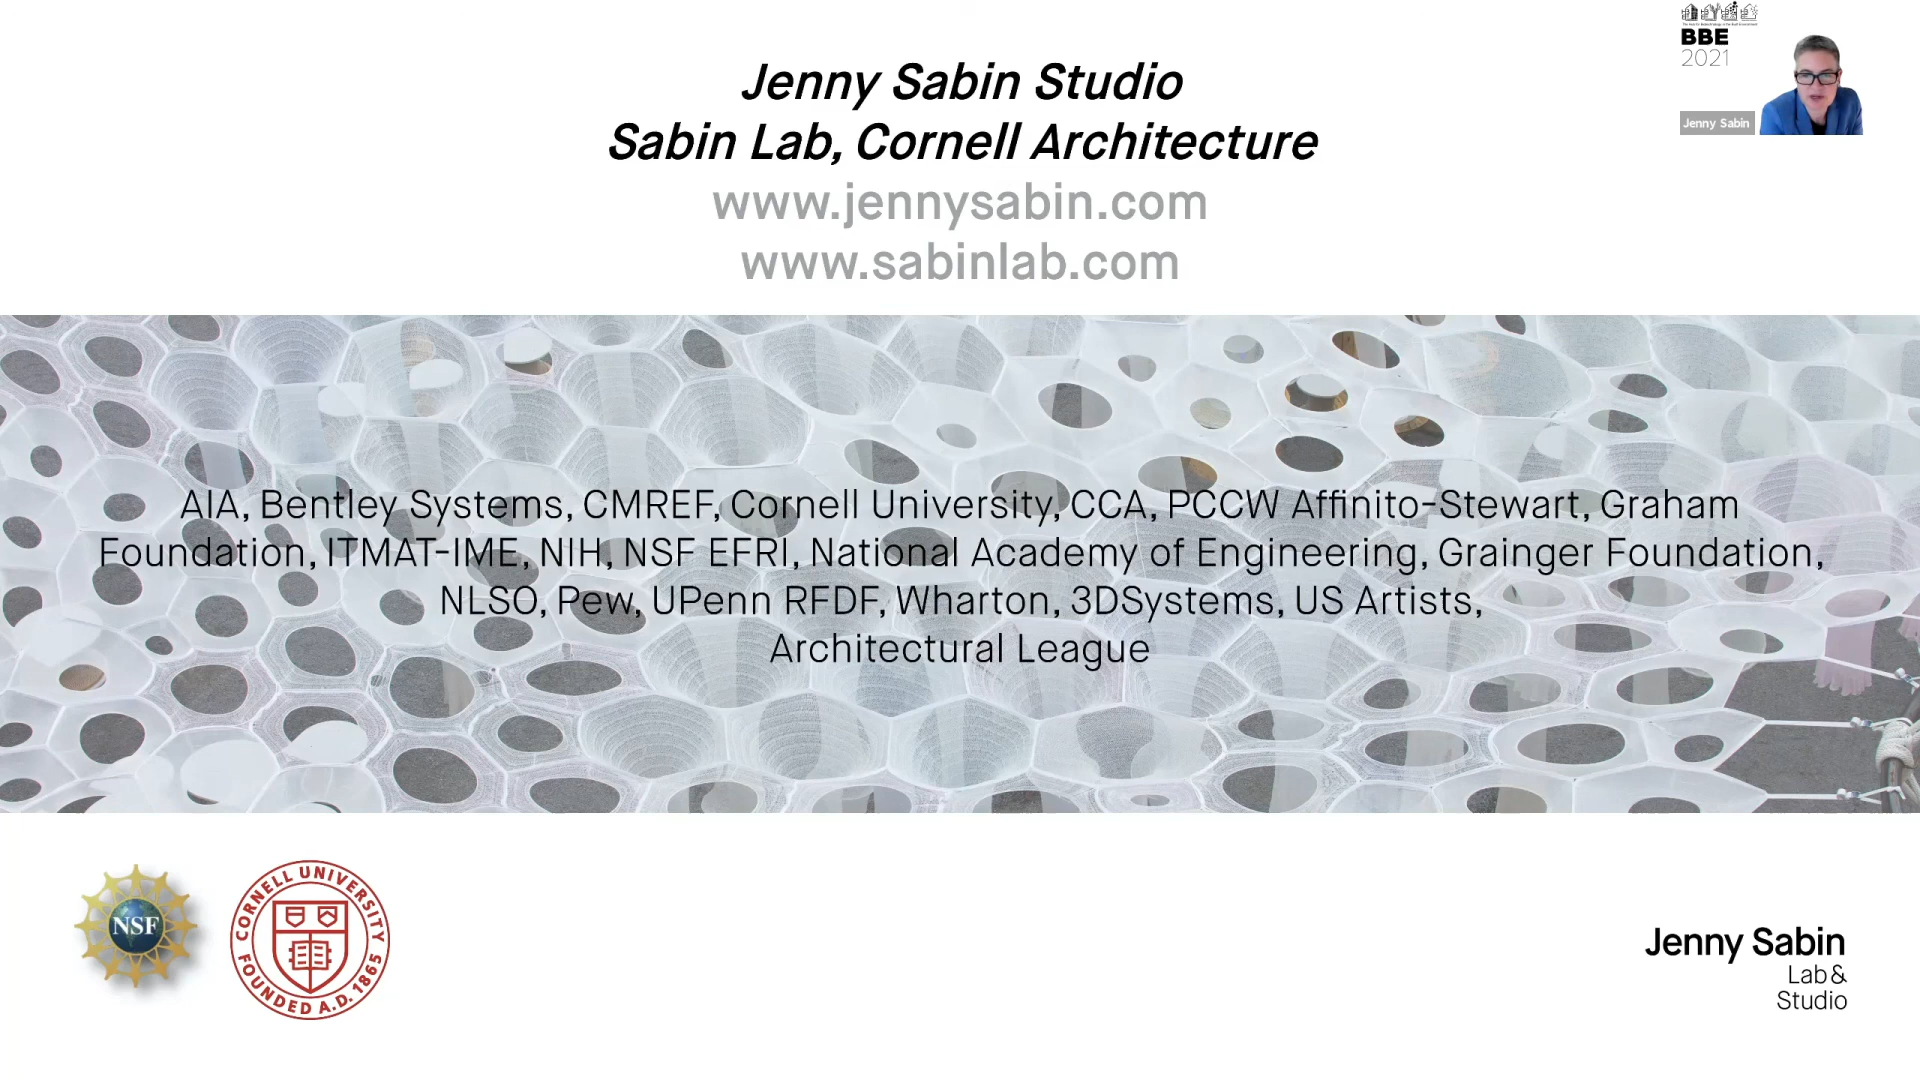 BBE
2021
Jenny Sabin
Jenny Sabin Studio
Sabin Lab, Cornell Architecture
www.jennysabin.com
www.sabinlab.com
AIA, Bentley Systems, CMREF, Cornell University, CCA, PCCW Affinito-Stewart, Graham
Foundation, ITMAT-IME, NIH, NSF EFRI, National Academy of Engineering, Grainger Foundation,
NLSO, Pew, UPenn RFDF, Wharton, 3DSystems, US Artists,
Architectural League
NSF
CORNELL UNIVERSITY
FOUNDED A.D. 1865
Jenny Sabin
Lab &
Studio